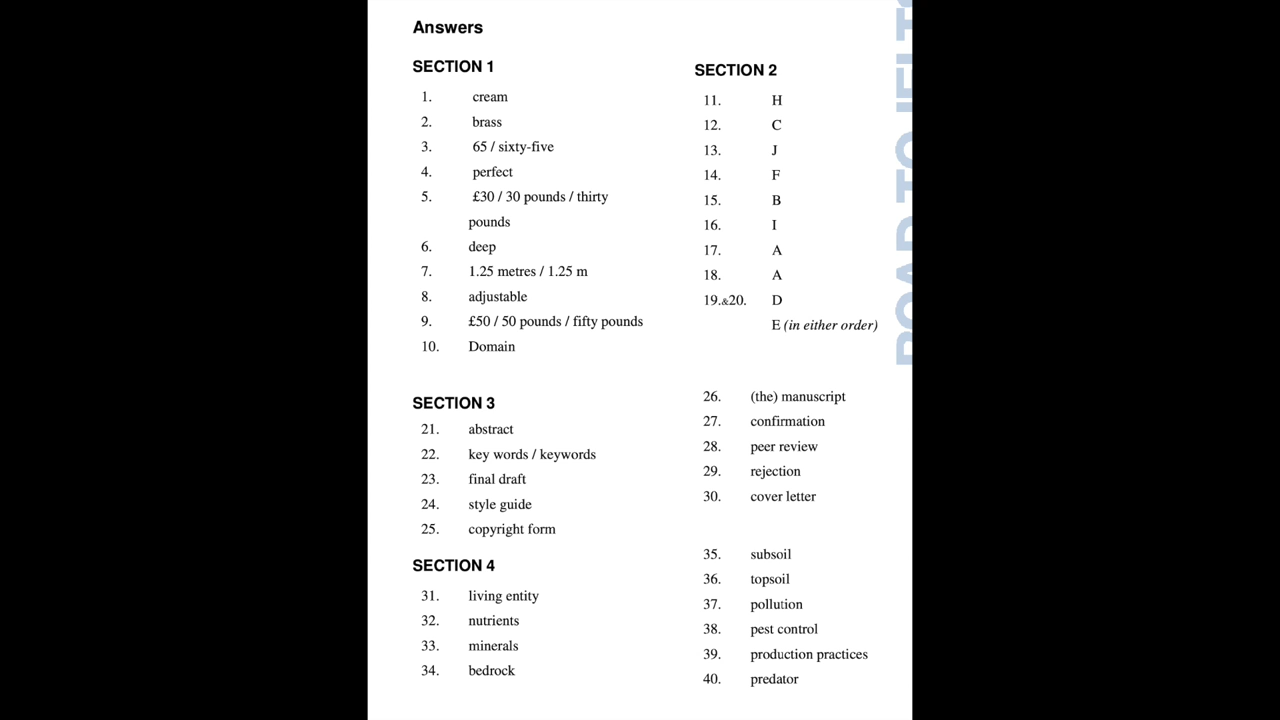 Answers
SECTION 1
1. cream
2. brass
3. 65 / sixty-five
4. perfect
5. £30 / 30 pounds / thirty
pounds
6. deep
7. 1.25 metres / 1.25 m
8. adjustable
9. £50 / 50 pounds / fifty pounds
10. Domain
SECTION 2
11. H
12. C
13. J
14. F
15. B
16. I
17. A
18. A
19.&20. D
E (in either order)
SECTION 3
21. abstract
22. key words / keywords
23. final draft
24. style guide
25. copyright form
26. (the) manuscript
27. confirmation
28. peer review
29. rejection
30. cover letter
SECTION 4
31. living entity
32. nutrients
33. minerals
34. bedrock
35. subsoil
36. topsoil
37. pollution
38. pest control
39. production practices
40. predator
ROAD TO IELTS